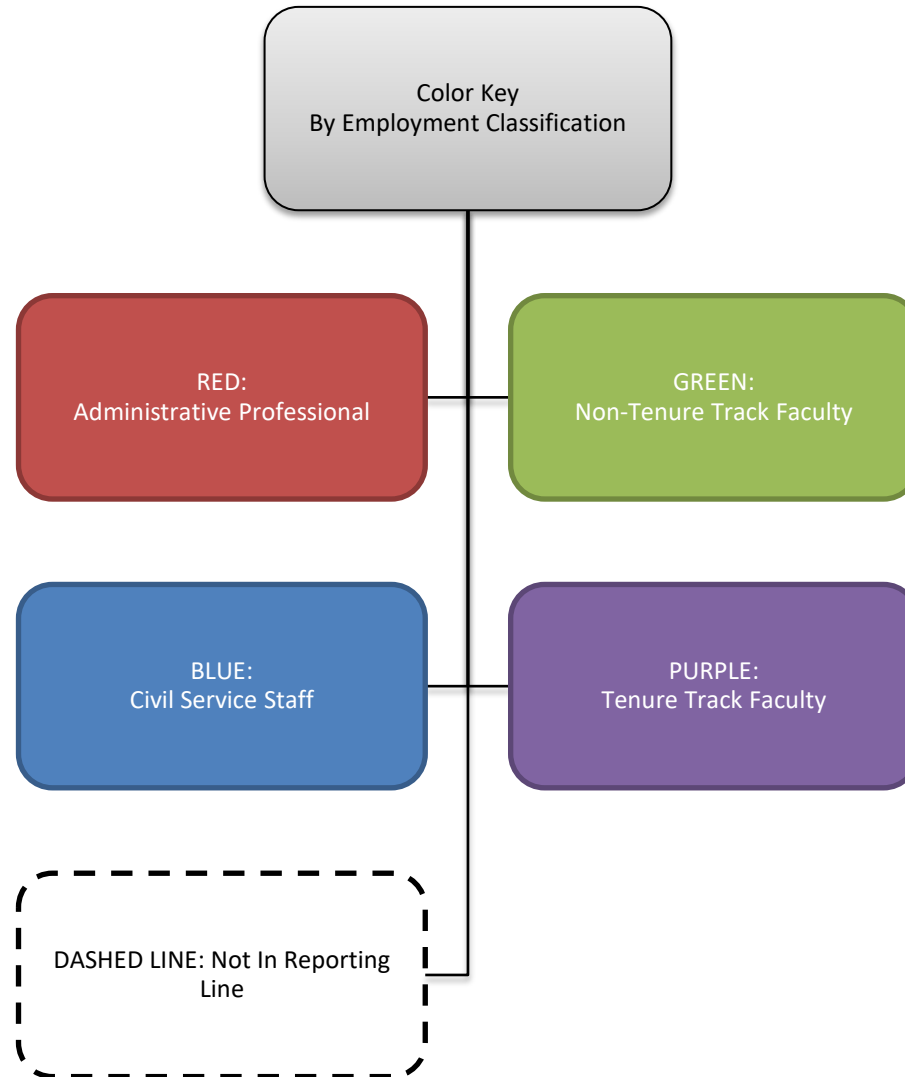 Color Key
By Employment Classification
RED:
Administrative Professional
GREEN:
Non-Tenure Track Faculty
BLUE:
Civil Service Staff
PURPLE:
Tenure Track Faculty
DASHED LINE: Not In Reporting
Line